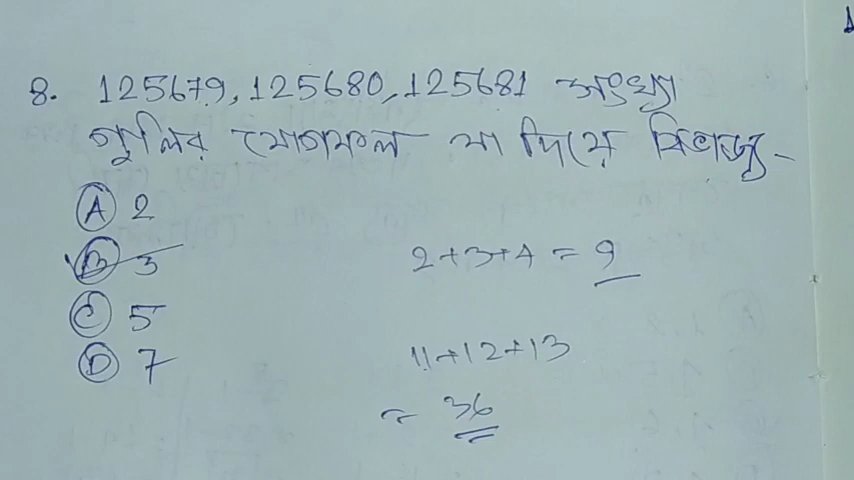 8. 125679, 125680, 125681 সংখ্যা
গুলির যোগফল যা দিয়ে বিভাজ্য -
(A) 2
(B) 3
2+3+4 = 9
(C) 5
(D) 7
11+12+13
= 36